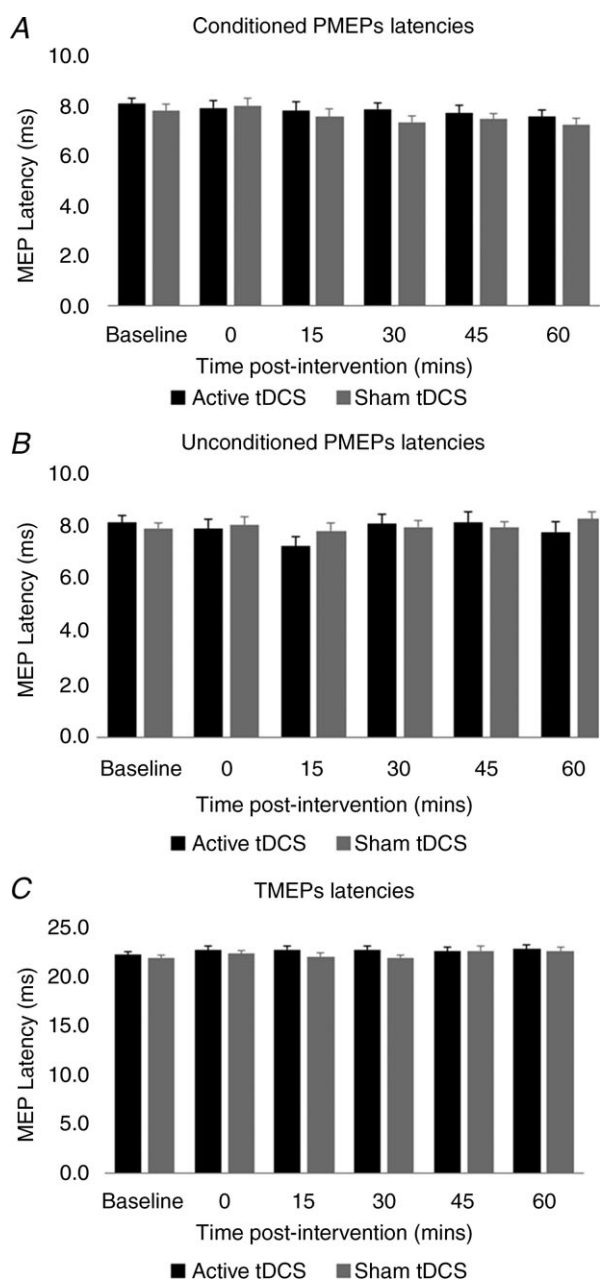 A
Conditioned PMEPs latencies
10.0
8.0
6.0
4.0
2.0
0.0
MEP Latency (ms)
Baseline 0 15 30 45 60
Time post-intervention (mins)
Active tDCS Sham tDCS
B
Unconditioned PMEPs latencies
10.0
8.0
6.0
4.0
2.0
0.0
MEP Latency (ms)
Baseline 0 15 30 45 60
Time post-intervention (mins)
Active tDCS Sham tDCS
C
TMEPs latencies
25.0
20.0
15.0
10.0
5.0
0.0
MEP Latency (ms)
Baseline 0 15 30 45 60
Time post-intervention (mins)
Active tDCS Sham tDCS